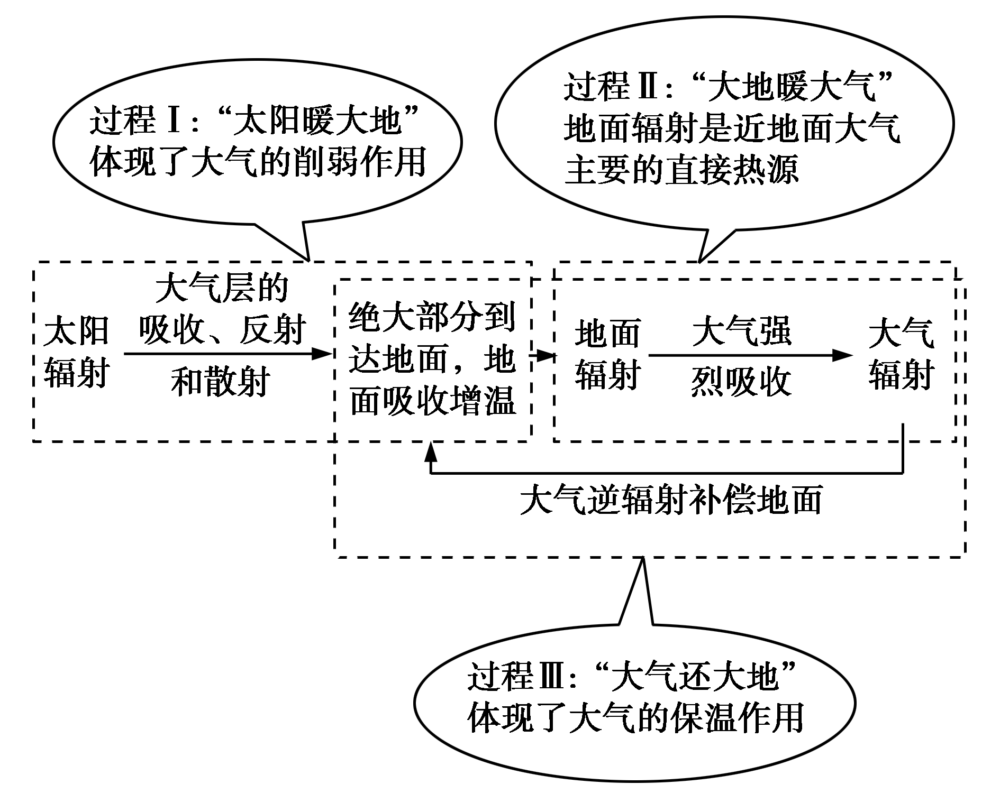 过程Ⅰ：“太阳暖大地”
体现了大气的削弱作用
过程Ⅱ：“大地暖大气”
地面辐射是近地面大气
主要的直接热源
太阳
辐射
大气层的
吸收、反射
和散射
绝大部分到
达地面，地
面吸收增温
地面
辐射
大气强
烈吸收
大气
辐射
大气逆辐射补偿地面
过程Ⅲ：“大气还大地”
体现了大气的保温作用